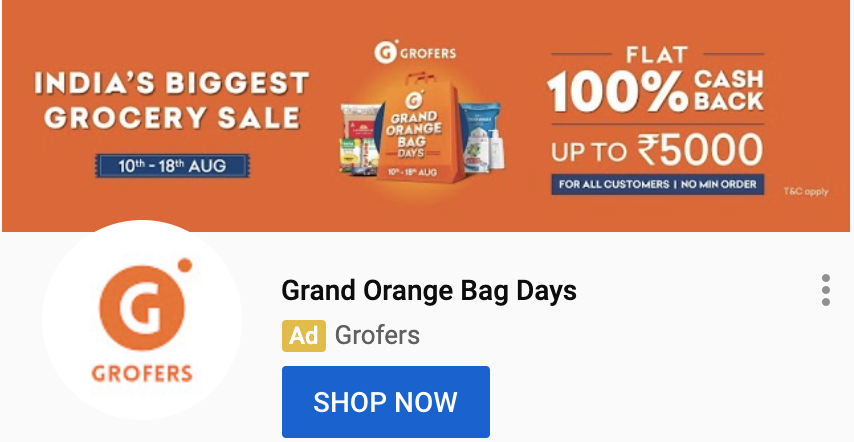 INDIA'S BIGGEST
GROCERY SALE
10th - 18th AUG
G GROFERS
G
GRAND
ORANGE
BAG
DAYS
10th - 18th AUG
FLAT
100% CASH BACK
UP TO ₹5000
FOR ALL CUSTOMERS | NO MIN ORDER
T&C apply
G
GROFERS
Grand Orange Bag Days
Ad Grofers
SHOP NOW